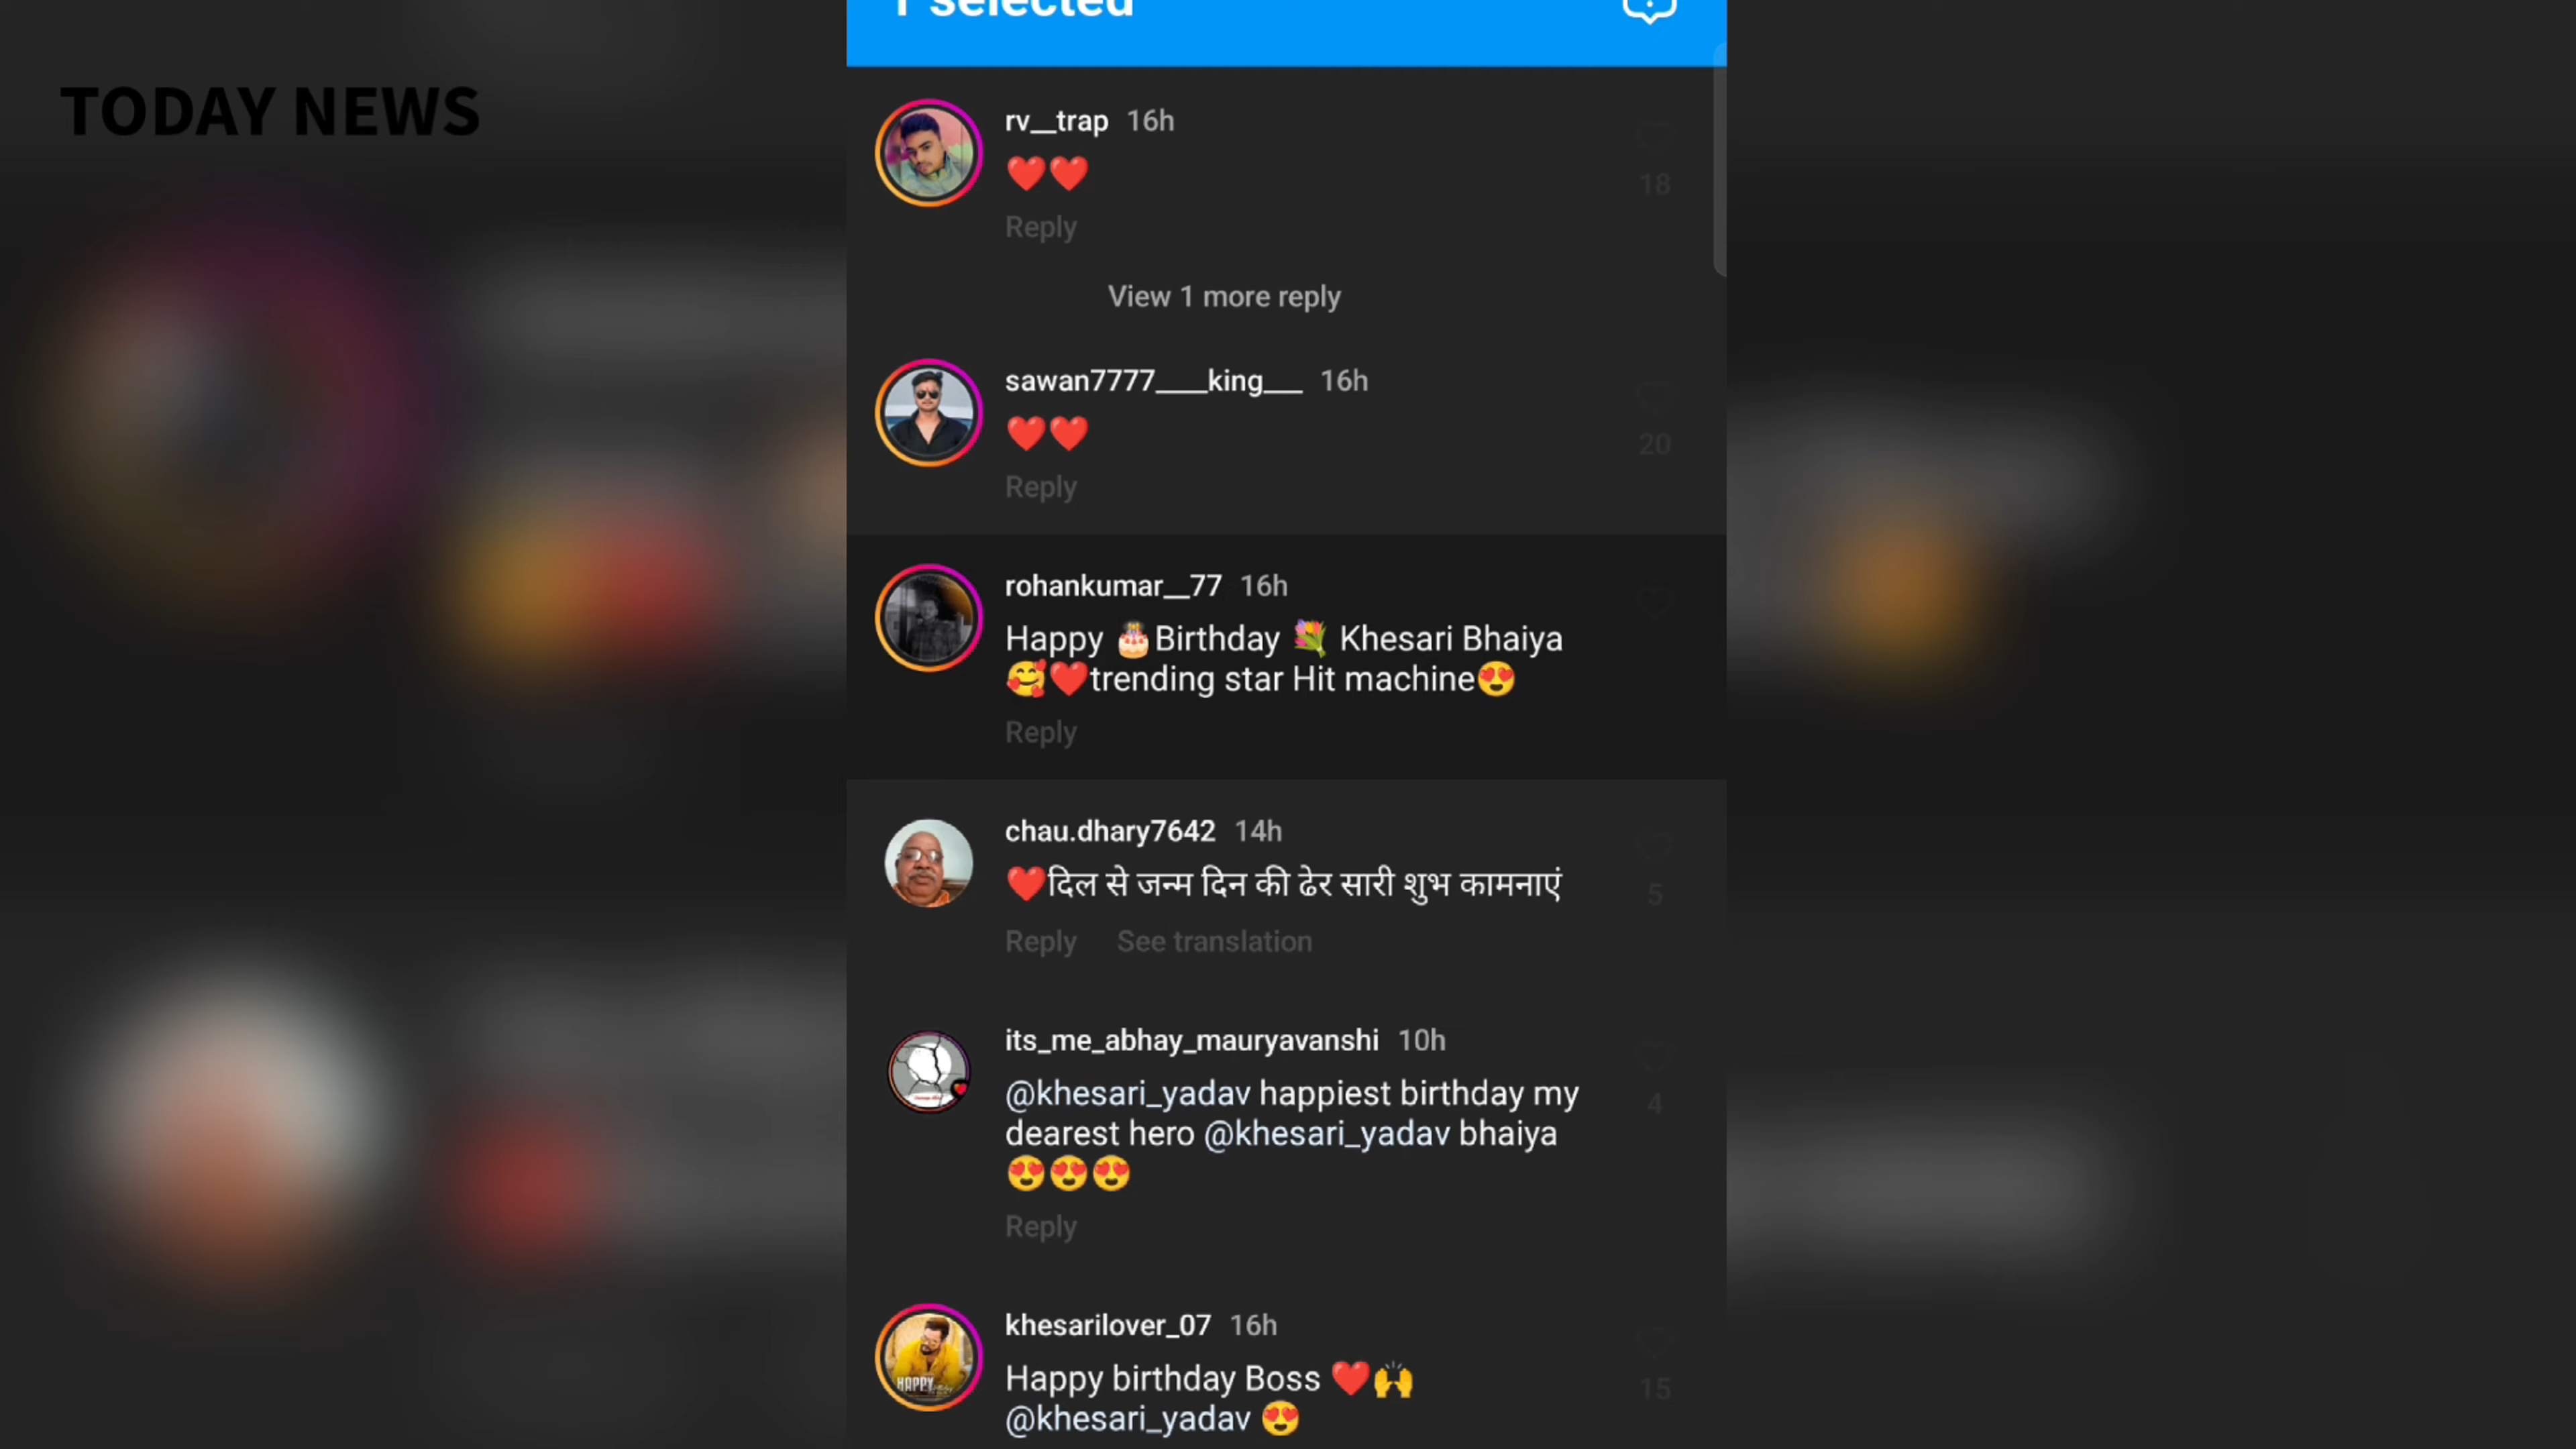 1 selected
TODAY NEWS
rv__trap 16h
❤️❤️
18
Reply
View 1 more reply
sawan7777____king___ 16h
❤️❤️
20
Reply
rohankumar__77 16h
Happy 🎂Birthday 💐 Khesari Bhaiya
🥰❤️trending star Hit machine😍
Reply
chau.dhary7642 14h
❤️दिल से जन्म दिन की ढेर सारी शुभ कामनाएं
5
Reply See translation
its_me_abhay_mauryavanshi 10h
@khesari_yadav happiest birthday my
4
dearest hero @khesari_yadav bhaiya
😍😍😍
Reply
khesarilover_07 16h
HAPPY
Happy birthday Boss ❤️🙌
15
@khesari_yadav 😍